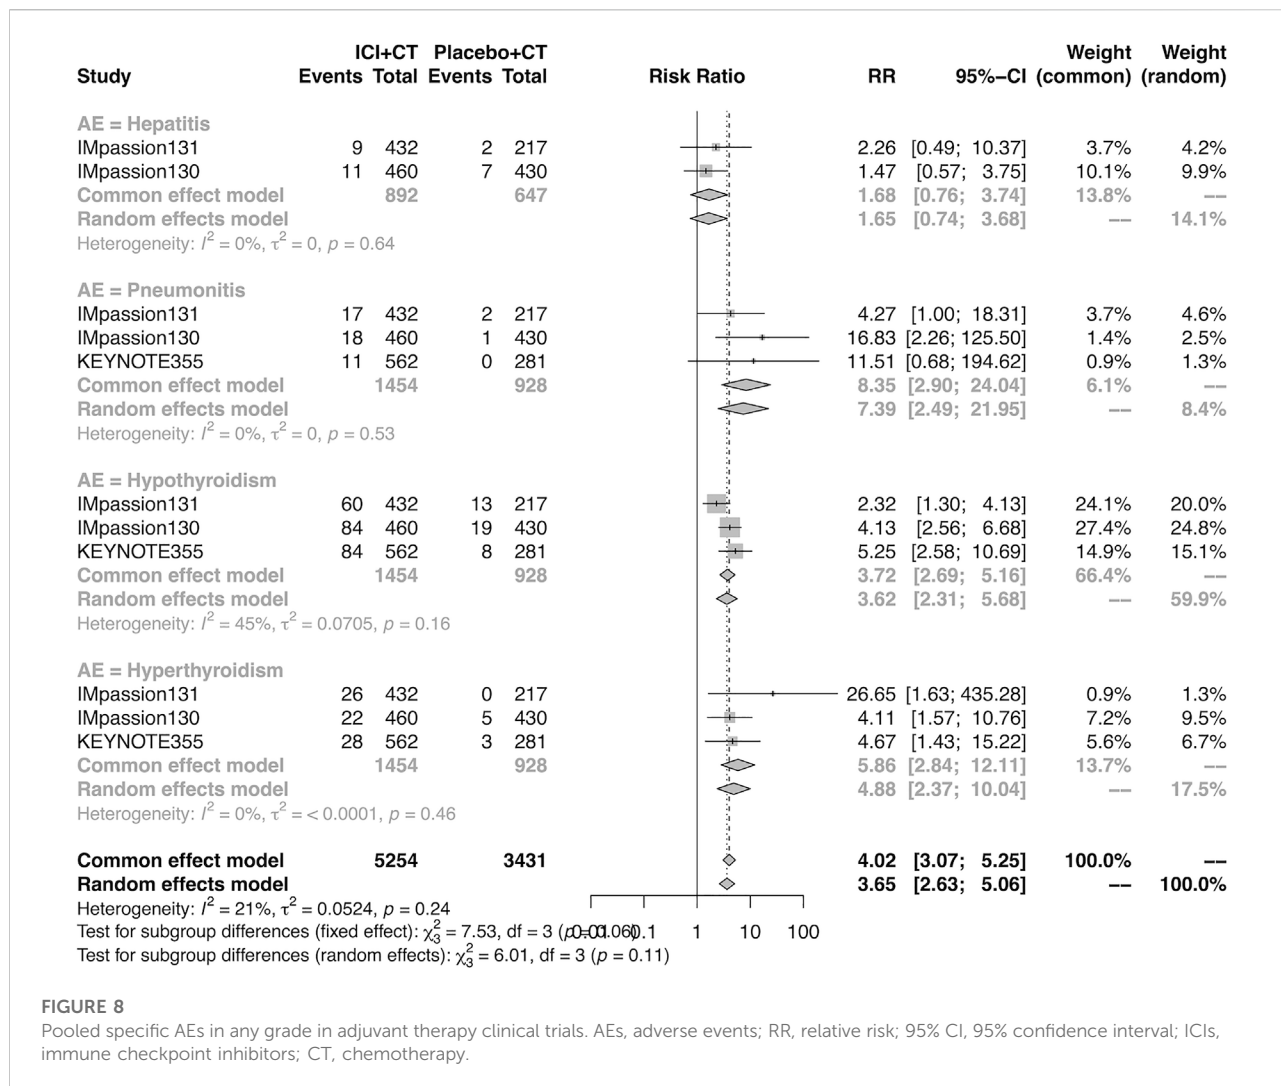 ICI+CT Placebo+CT Weight Weight
Study Events Total Events Total Risk Ratio RR 95%−CI (common) (random)
AE = Hepatitis
IMpassion131 9 432 2 217 2.26 [0.49; 10.37] 3.7% 4.2%
IMpassion130 11 460 7 430 1.47 [0.57; 3.75] 10.1% 9.9%
Common effect model 892 647 1.68 [0.76; 3.74] 13.8% −−
Random effects model 1.65 [0.74; 3.68] −− 14.1%
Heterogeneity: I² = 0%, τ² = 0, p = 0.64
AE = Pneumonitis
IMpassion131 17 432 2 217 4.27 [1.00; 18.31] 3.7% 4.6%
IMpassion130 18 460 1 430 16.83 [2.26; 125.50] 1.4% 2.5%
KEYNOTE355 11 562 0 281 11.51 [0.68; 194.62] 0.9% 1.3%
Common effect model 1454 928 8.35 [2.90; 24.04] 6.1% −−
Random effects model 7.39 [2.49; 21.95] −− 8.4%
Heterogeneity: I² = 0%, τ² = 0, p = 0.53
AE = Hypothyroidism
IMpassion131 60 432 13 217 2.32 [1.30; 4.13] 24.1% 20.0%
IMpassion130 84 460 19 430 4.13 [2.56; 6.68] 27.4% 24.8%
KEYNOTE355 84 562 8 281 5.25 [2.58; 10.69] 14.9% 15.1%
Common effect model 1454 928 3.72 [2.69; 5.16] 66.4% −−
Random effects model 3.62 [2.31; 5.68] −− 59.9%
Heterogeneity: I² = 45%, τ² = 0.0705, p = 0.16
AE = Hyperthyroidism
IMpassion131 26 432 0 217 26.65 [1.63; 435.28] 0.9% 1.3%
IMpassion130 22 460 5 430 4.11 [1.57; 10.76] 7.2% 9.5%
KEYNOTE355 28 562 3 281 4.67 [1.43; 15.22] 5.6% 6.7%
Common effect model 1454 928 5.86 [2.84; 12.11] 13.7% −−
Random effects model 4.88 [2.37; 10.04] −− 17.5%
Heterogeneity: I² = 0%, τ² = < 0.0001, p = 0.46
Common effect model 5254 3431 4.02 [3.07; 5.25] 100.0% −−
Random effects model 3.65 [2.63; 5.06] −− 100.0%
Heterogeneity: I² = 21%, τ² = 0.0524, p = 0.24
Test for subgroup differences (fixed effect): χ²₃ = 7.53, df = 3 (p = 0.06) 0.01 0.1 1 10 100
Test for subgroup differences (random effects): χ²₃ = 6.01, df = 3 (p = 0.11)
FIGURE 8
Pooled specific AEs in any grade in adjuvant therapy clinical trials. AEs, adverse events; RR, relative risk; 95% CI, 95% confidence interval; ICIs,
immune checkpoint inhibitors; CT, chemotherapy.